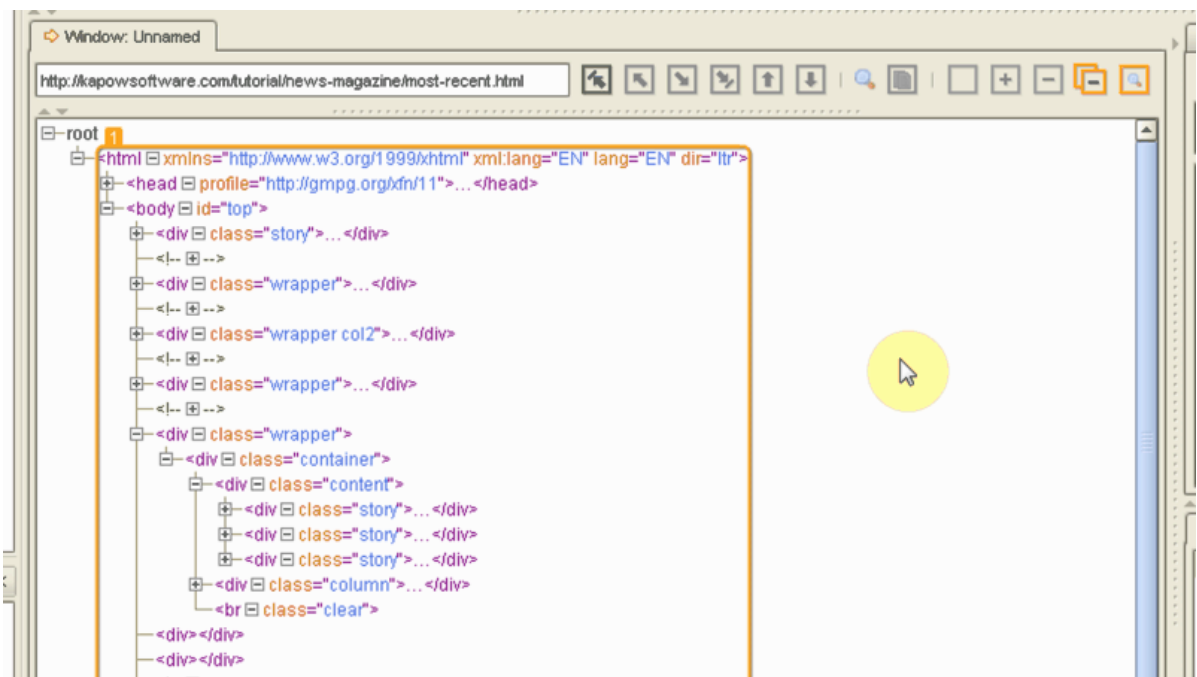 Window: Unnamed
http://kapowsoftware.com/tutorial/news-magazine/most-recent.html
root
1
<html xmlns="http://www.w3.org/1999/xhtml" xml:lang="EN" lang="EN" dir="ltr">
<head profile="http://gmpg.org/xfn/11">...</head>
<body id="top">
<div class="story">...</div>
<!-- -->
<div class="wrapper">...</div>
<!-- -->
<div class="wrapper col2">...</div>
<!-- -->
<div class="wrapper">...</div>
<!-- -->
<div class="wrapper">
<div class="container">
<div class="content">
<div class="story">...</div>
<div class="story">...</div>
<div class="story">...</div>
<div class="column">...</div>
<br class="clear">
<div></div>
<div></div>